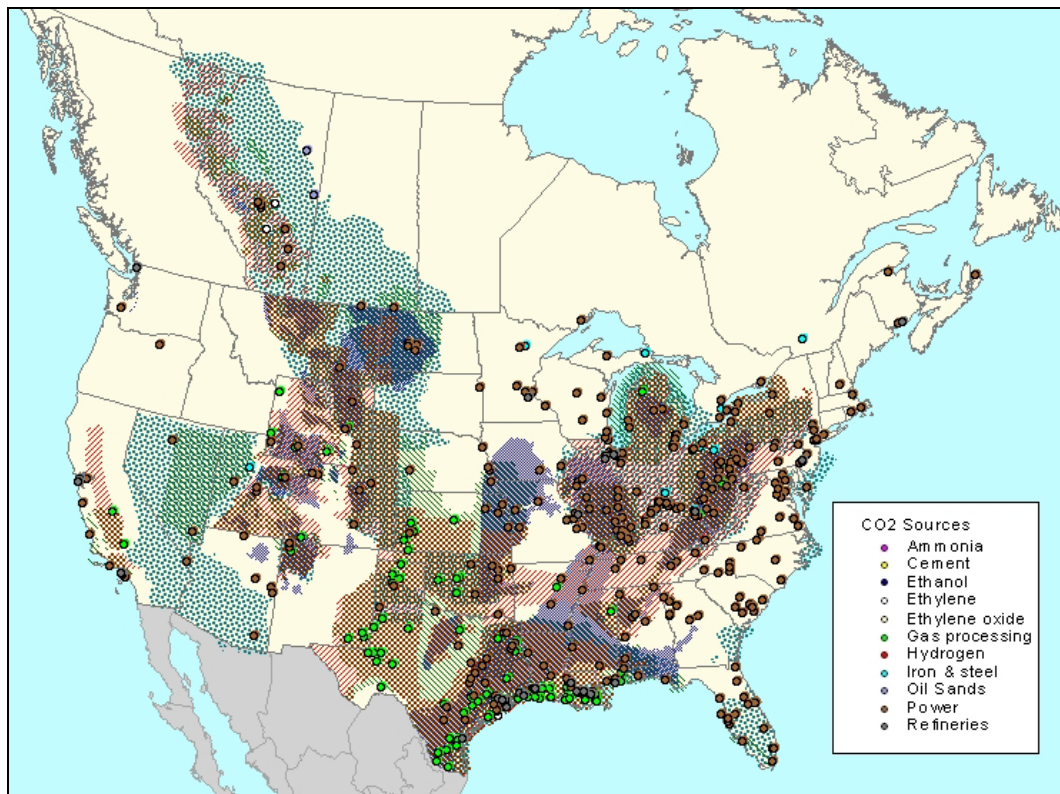 CO2 Sources
Ammonia
Cement
Ethanol
Ethylene
Ethylene oxide
Gas processing
Hydrogen
Iron & steel
Oil Sands
Power
Refineries